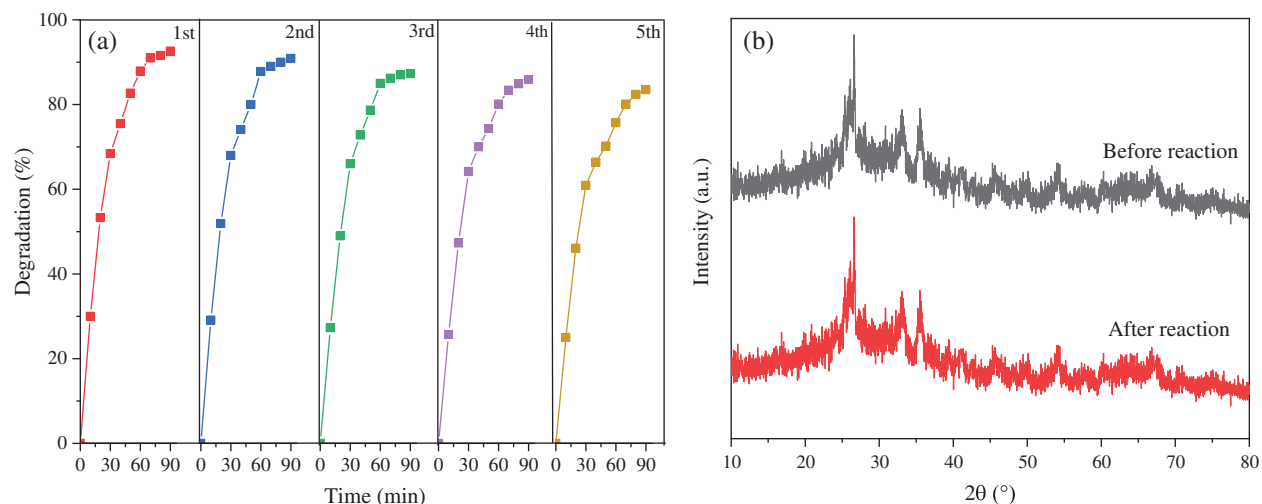 (a)
1st
2nd
3rd
4th
5th
Degradation (%)
100
80
60
40
20
0
0 30 60 90
0 30 60 90
0 30 60 90
0 30 60 90
0 30 60 90
Time (min)
(b)
Before reaction
After reaction
Intensity (a.u.)
10 20 30 40 50 60 70 80
2θ (°)